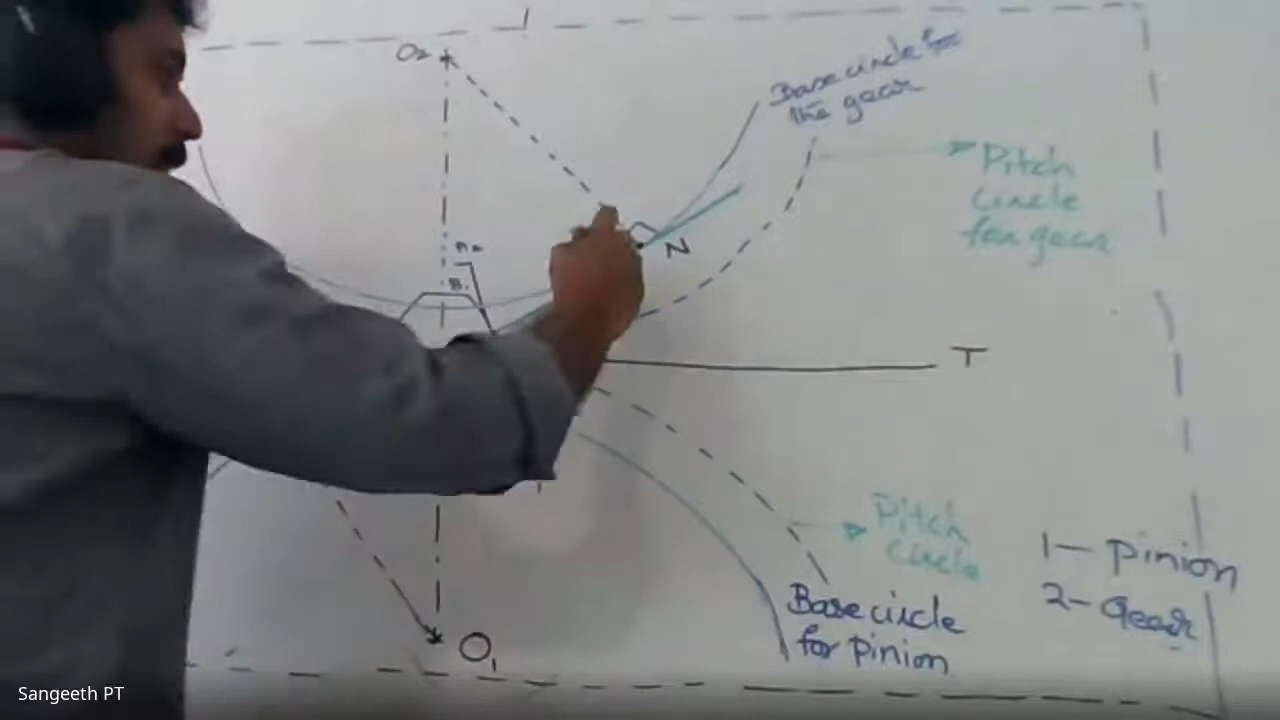 O₂
Base circle for
the gear
Pitch
circle
for gear
N
B₁
T
Pitch
circle
1- Pinion
2- Gear
Base circle
for Pinion
O₁
Sangeeth PT